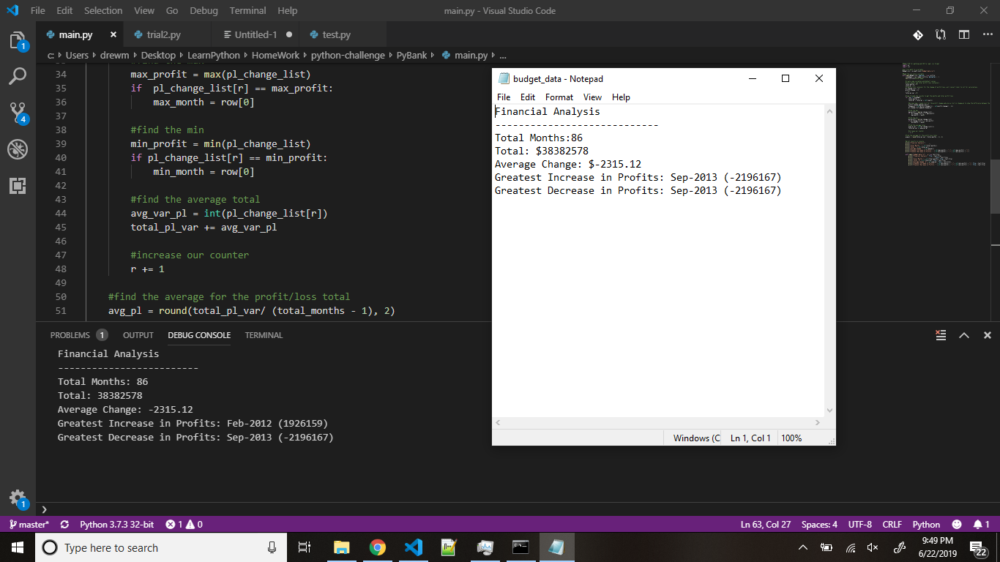 File Edit Selection View Go Debug Terminal Help
main.py - Visual Studio Code
main.py
trial2.py
Untitled-1
test.py
c: Users drewm Desktop LearnPython HomeWork python-challenge PyBank main.py ...
34 max_profit = max(pl_change_list)
35 if  pl_change_list[r] == max_profit:
36 max_month = row[0]
37
38 #find the min
39 min_profit = min(pl_change_list)
40 if pl_change_list[r] == min_profit:
41 min_month = row[0]
42
43 #find the average total
44 avg_var_pl = int(pl_change_list[r])
45 total_pl_var += avg_var_pl
46
47 #increase our counter
48 r += 1
49
50 #find the average for the profit/loss total
51 avg_pl = round(total_pl_var/ (total_months - 1), 2)
budget_data - Notepad
File Edit Format View Help
Financial Analysis
----------------------------
Total Months:86
Total: $38382578
Average Change: $-2315.12
Greatest Increase in Profits: Sep-2013 (-2196167)
Greatest Decrease in Profits: Sep-2013 (-2196167)
Windows (C
Ln 1, Col 1
100%
PROBLEMS 1 OUTPUT DEBUG CONSOLE TERMINAL
Financial Analysis
-------------------------
Total Months: 86
Total: 38382578
Average Change: -2315.12
Greatest Increase in Profits: Feb-2012 (1926159)
Greatest Decrease in Profits: Sep-2013 (-2196167)
1
4
1
master* Python 3.7.3 32-bit 1 0
Ln 63, Col 27 Spaces: 4 UTF-8 CRLF Python 1
Type here to search
9:49 PM
6/22/2019
22